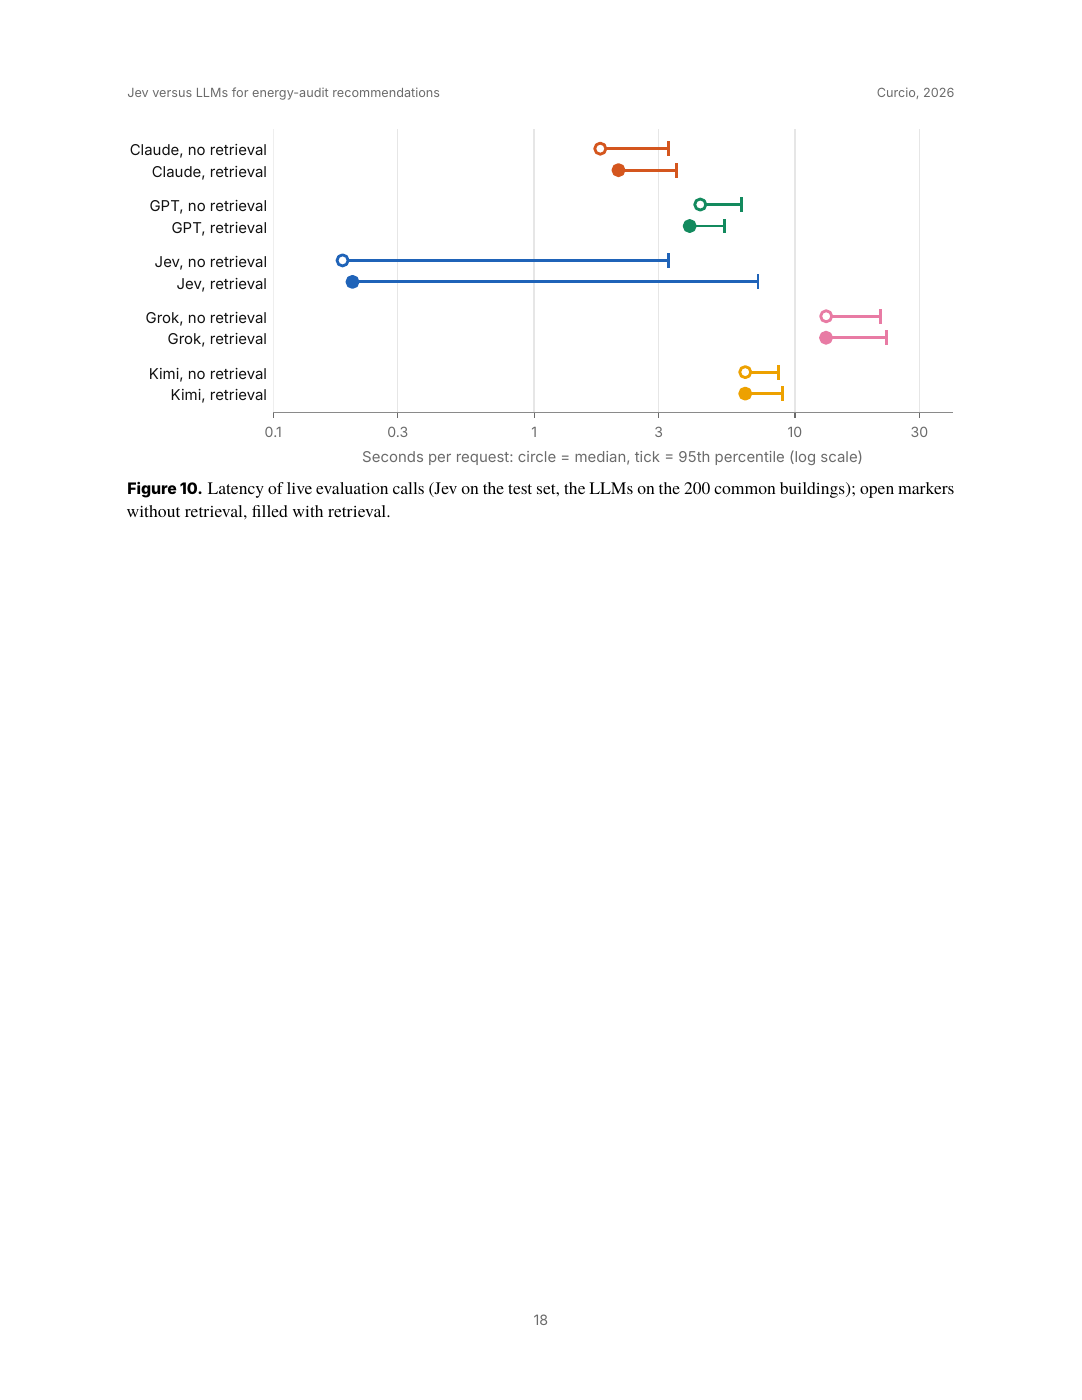 Jev versus LLMs for energy-audit recommendations
Curcio, 2026
Claude, no retrieval
Claude, retrieval
GPT, no retrieval
GPT, retrieval
Jev, no retrieval
Jev, retrieval
Grok, no retrieval
Grok, retrieval
Kimi, no retrieval
Kimi, retrieval
0.1 0.3 1 3 10 30
Seconds per request: circle = median, tick = 95th percentile (log scale)
Figure 10. Latency of live evaluation calls (Jev on the test set, the LLMs on the 200 common buildings); open markers
without retrieval, filled with retrieval.
18